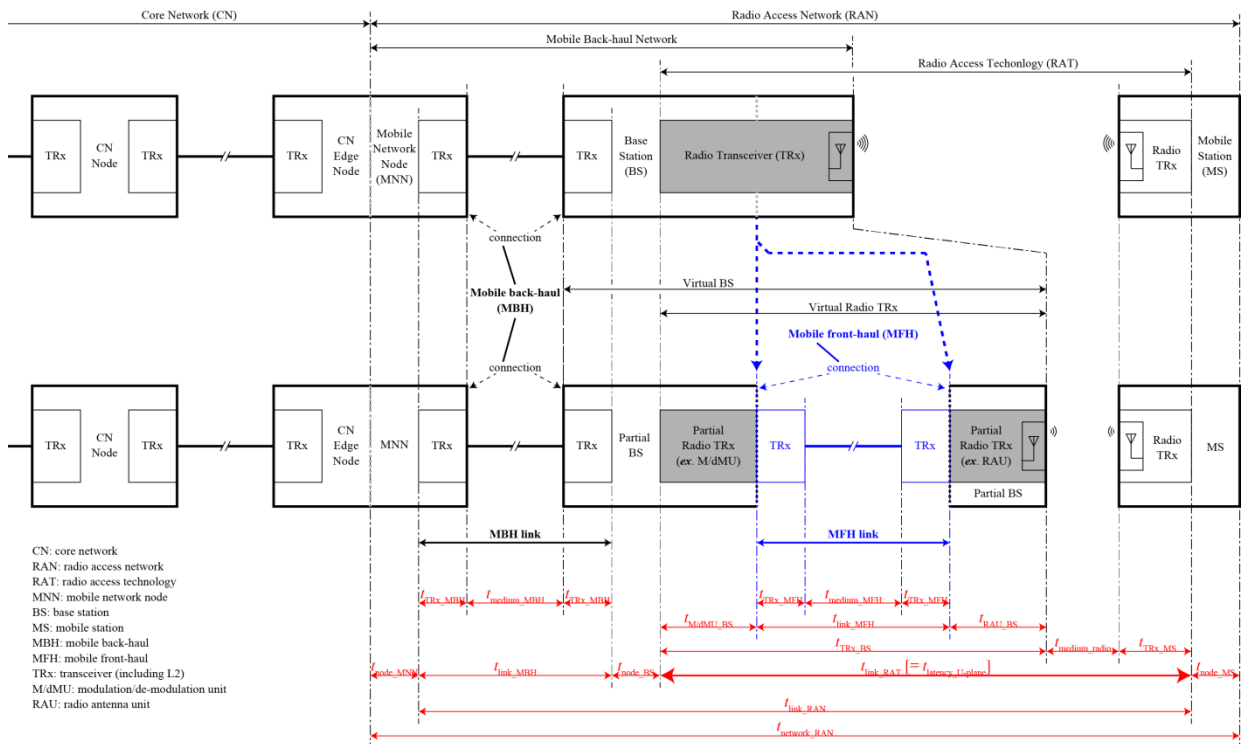 Core Network (CN)
Radio Access Network (RAN)
Mobile Back-haul Network
Radio Access Techonlogy (RAT)
TRx
CN
Node
TRx
TRx
CN
Edge
Node
Mobile
Network
Node
(MNN)
TRx
TRx
Base
Station
(BS)
Radio Transceiver (TRx)
Radio
TRx
Mobile
Station
(MS)
connection
Virtual BS
Mobile back-haul
(MBH)
Virtual Radio TRx
Mobile front-haul (MFH)
connection
connection
TRx
CN
Node
TRx
TRx
CN
Edge
Node
MNN
TRx
TRx
Partial
BS
Partial
Radio TRx
(ex. M/dMU)
TRx
TRx
Partial
Radio TRx
(ex. RAU)
Partial BS
Radio
TRx
MS
MBH link
MFH link
CN: core network
RAN: radio access network
RAT: radio access technology
MNN: mobile network node
BS: base station
MS: mobile station
MBH: mobile back-haul
MFH: mobile front-haul
TRx: transceiver (including L2)
M/dMU: modulation/de-modulation unit
RAU: radio antenna unit
tTRx_MBH
tmedium_MBH
tTRx_MBH
tTRx_MFH
tmedium_MFH
tTRx_MFH
tM/dMU_BS
tlink_MFH
tRAU_BS
tTRx_BS
tmedium_radio
tTRx_MS
tnode_MNN
tlink_MBH
tnode_BS
tlink_RAT [= tlatency_U-plane]
tnode_MS
tlink_RAN
tnetwork_RAN